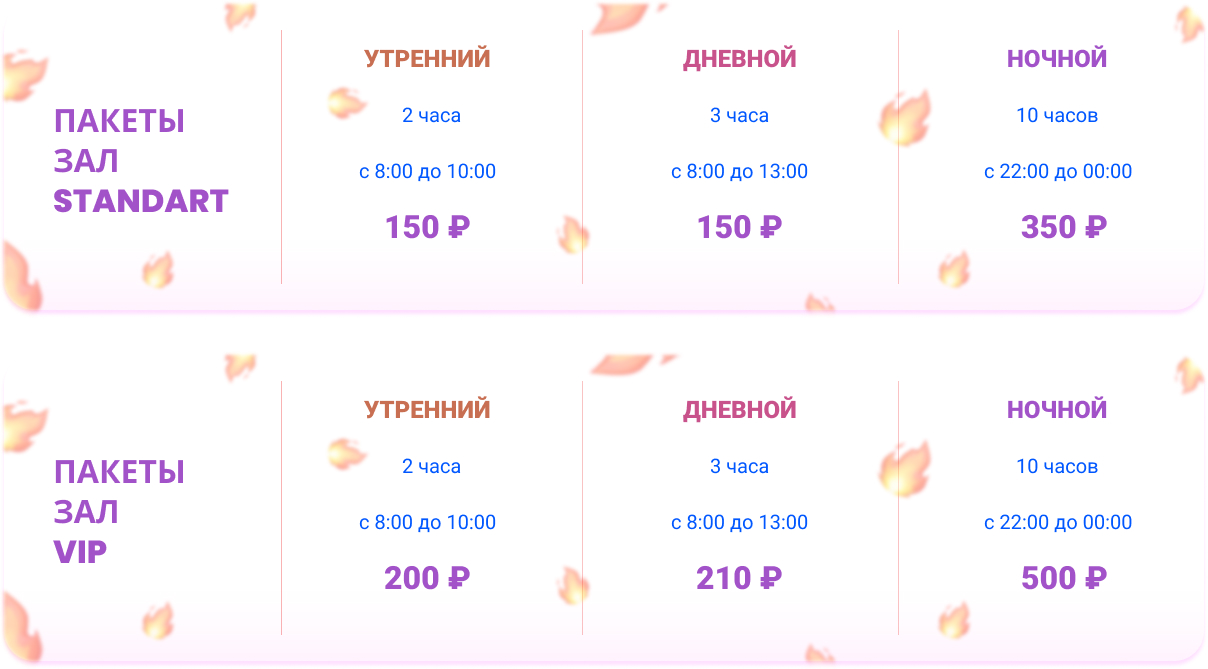 ПАКЕТЫ
ЗАЛ
STANDART
УТРЕННИЙ
2 часа
с 8:00 до 10:00
150 ₽
ДНЕВНОЙ
3 часа
с 8:00 до 13:00
150 ₽
НОЧНОЙ
10 часов
с 22:00 до 00:00
350 ₽
ПАКЕТЫ
ЗАЛ
VIP
УТРЕННИЙ
2 часа
с 8:00 до 10:00
200 ₽
ДНЕВНОЙ
3 часа
с 8:00 до 13:00
210 ₽
НОЧНОЙ
10 часов
с 22:00 до 00:00
500 ₽